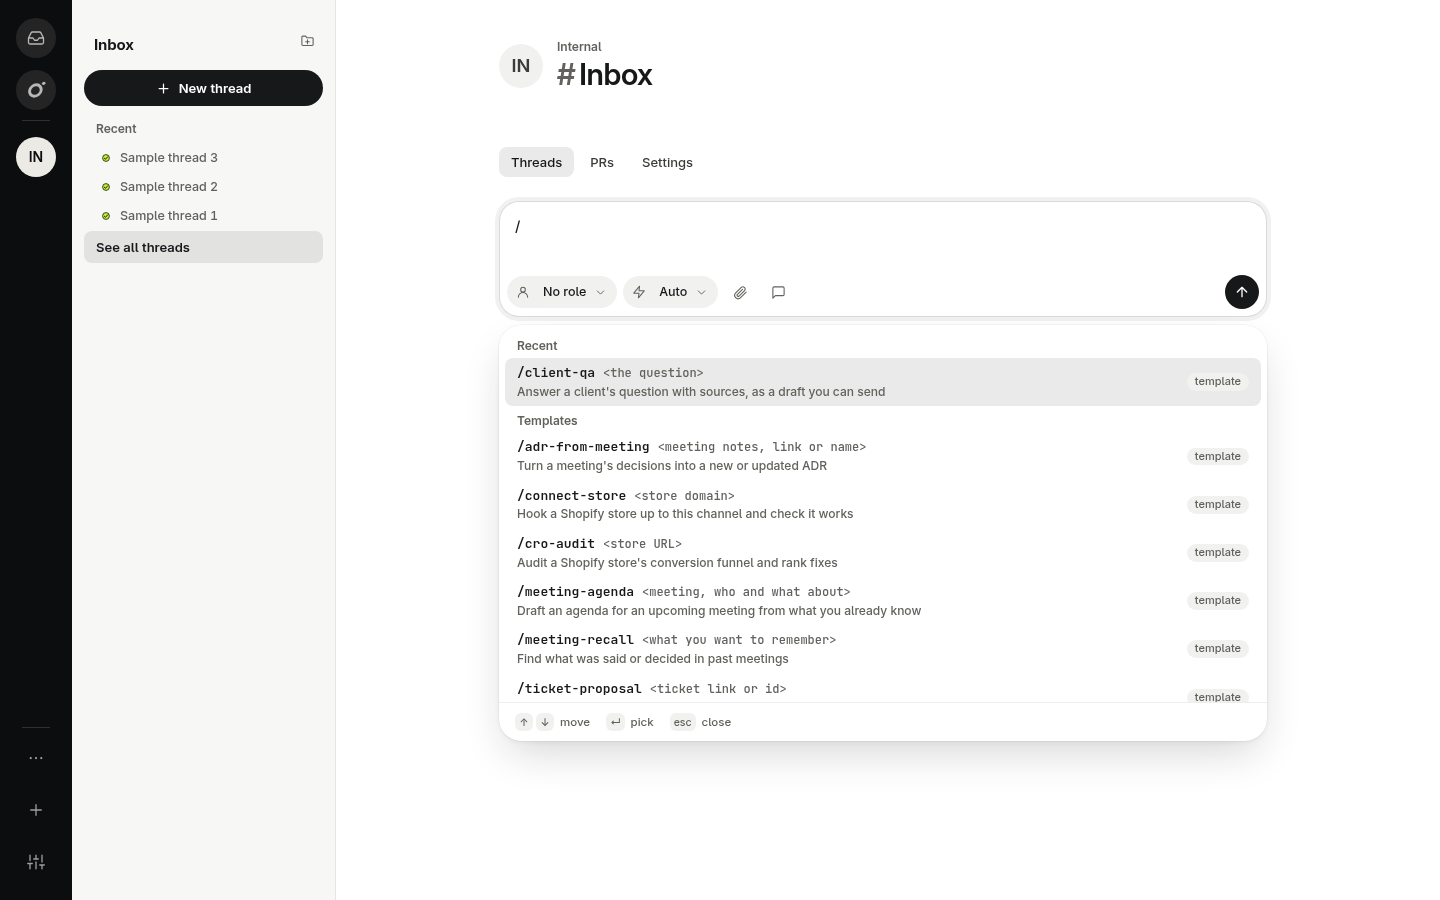 Inbox
New thread
Recent
IN
Sample thread 3
Sample thread 2
Sample thread 1
See all threads
IN
Internal
#Inbox
Threads
PRs
Settings
/
No role
Auto
Recent
/client-qa <the question>
Answer a client's question with sources, as a draft you can send
template
Templates
/adr-from-meeting <meeting notes, link or name>
Turn a meeting's decisions into a new or updated ADR
template
/connect-store <store domain>
Hook a Shopify store up to this channel and check it works
template
/cro-audit <store URL>
Audit a Shopify store's conversion funnel and rank fixes
template
/meeting-agenda <meeting, who and what about>
Draft an agenda for an upcoming meeting from what you already know
template
/meeting-recall <what you want to remember>
Find what was said or decided in past meetings
template
/ticket-proposal <ticket link or id>
template
↑ ↓ move ↵ pick esc close